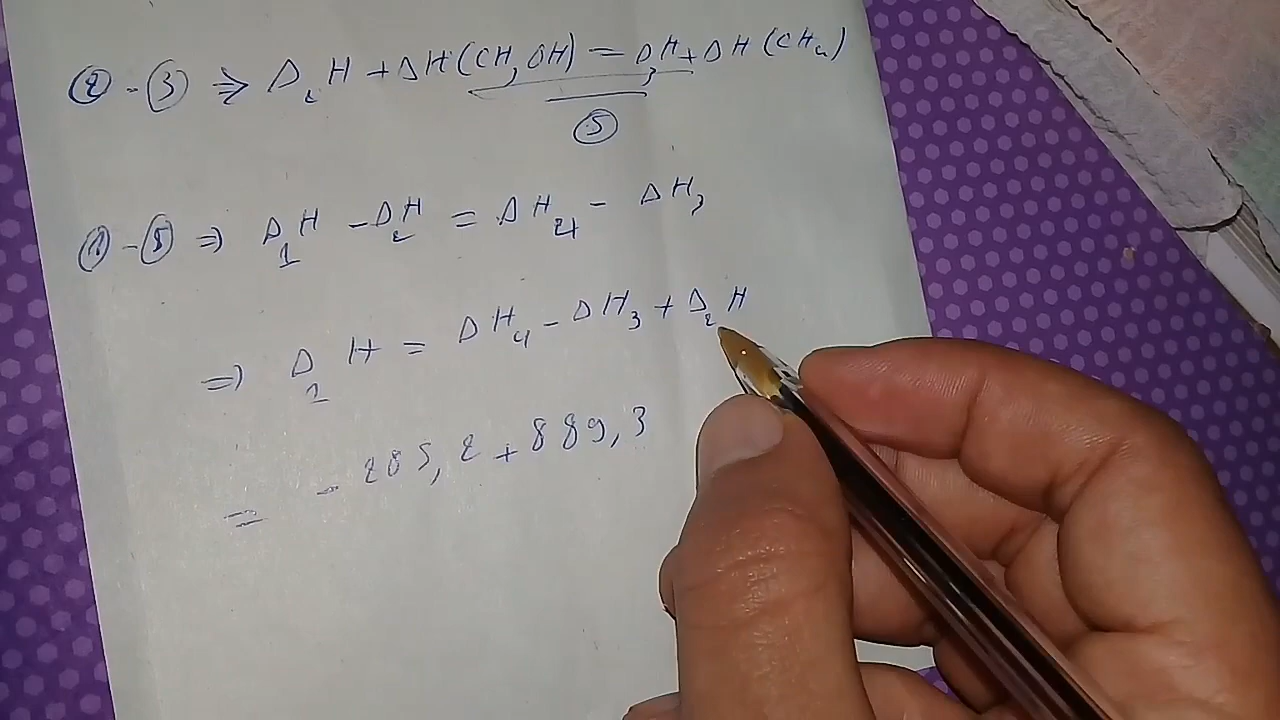 ② - ③ ⇒ Δ₂H + ΔH(CH₃OH) = Δ₃H + ΔH(CH₄)
⑤
① - ⑤ ⇒ Δ₁H - Δ₂H = ΔH₄ - ΔH₃
⇒ Δ₁H = ΔH₄ - ΔH₃ + Δ₂H
= - 285,2 + 889,3